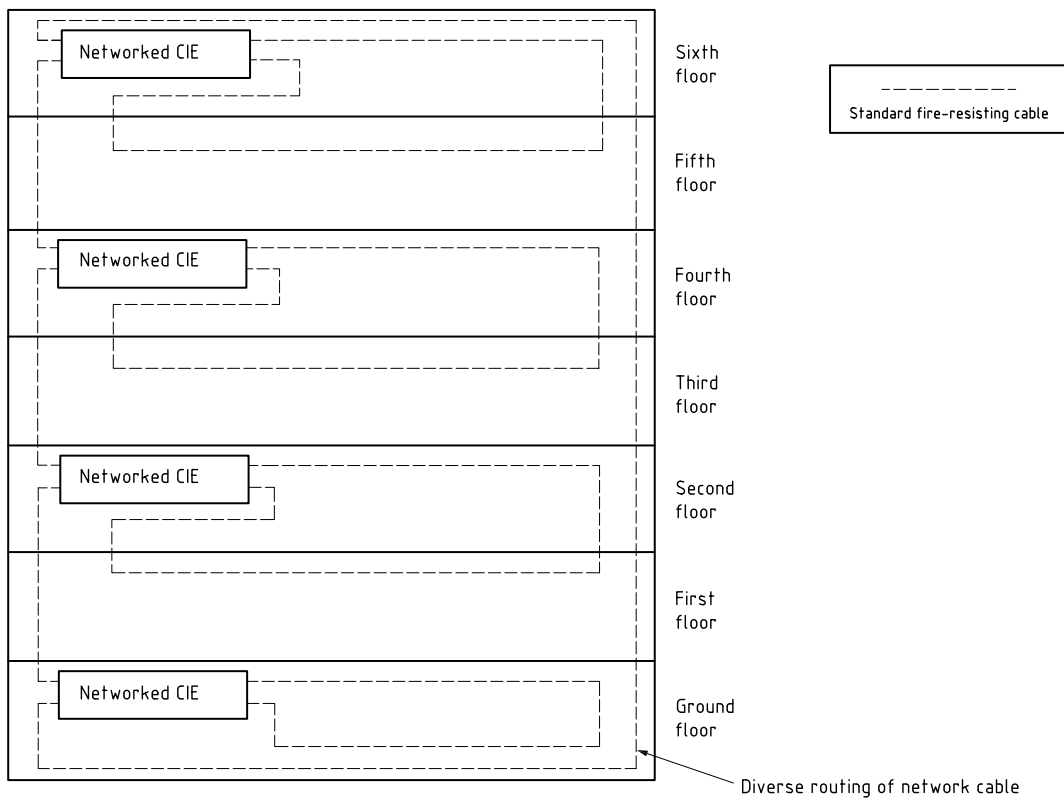 Networked CIE
Sixth
floor
Standard fire-resisting cable
Fifth
floor
Networked CIE
Fourth
floor
Third
floor
Networked CIE
Second
floor
First
floor
Networked CIE
Ground
floor
Diverse routing of network cable